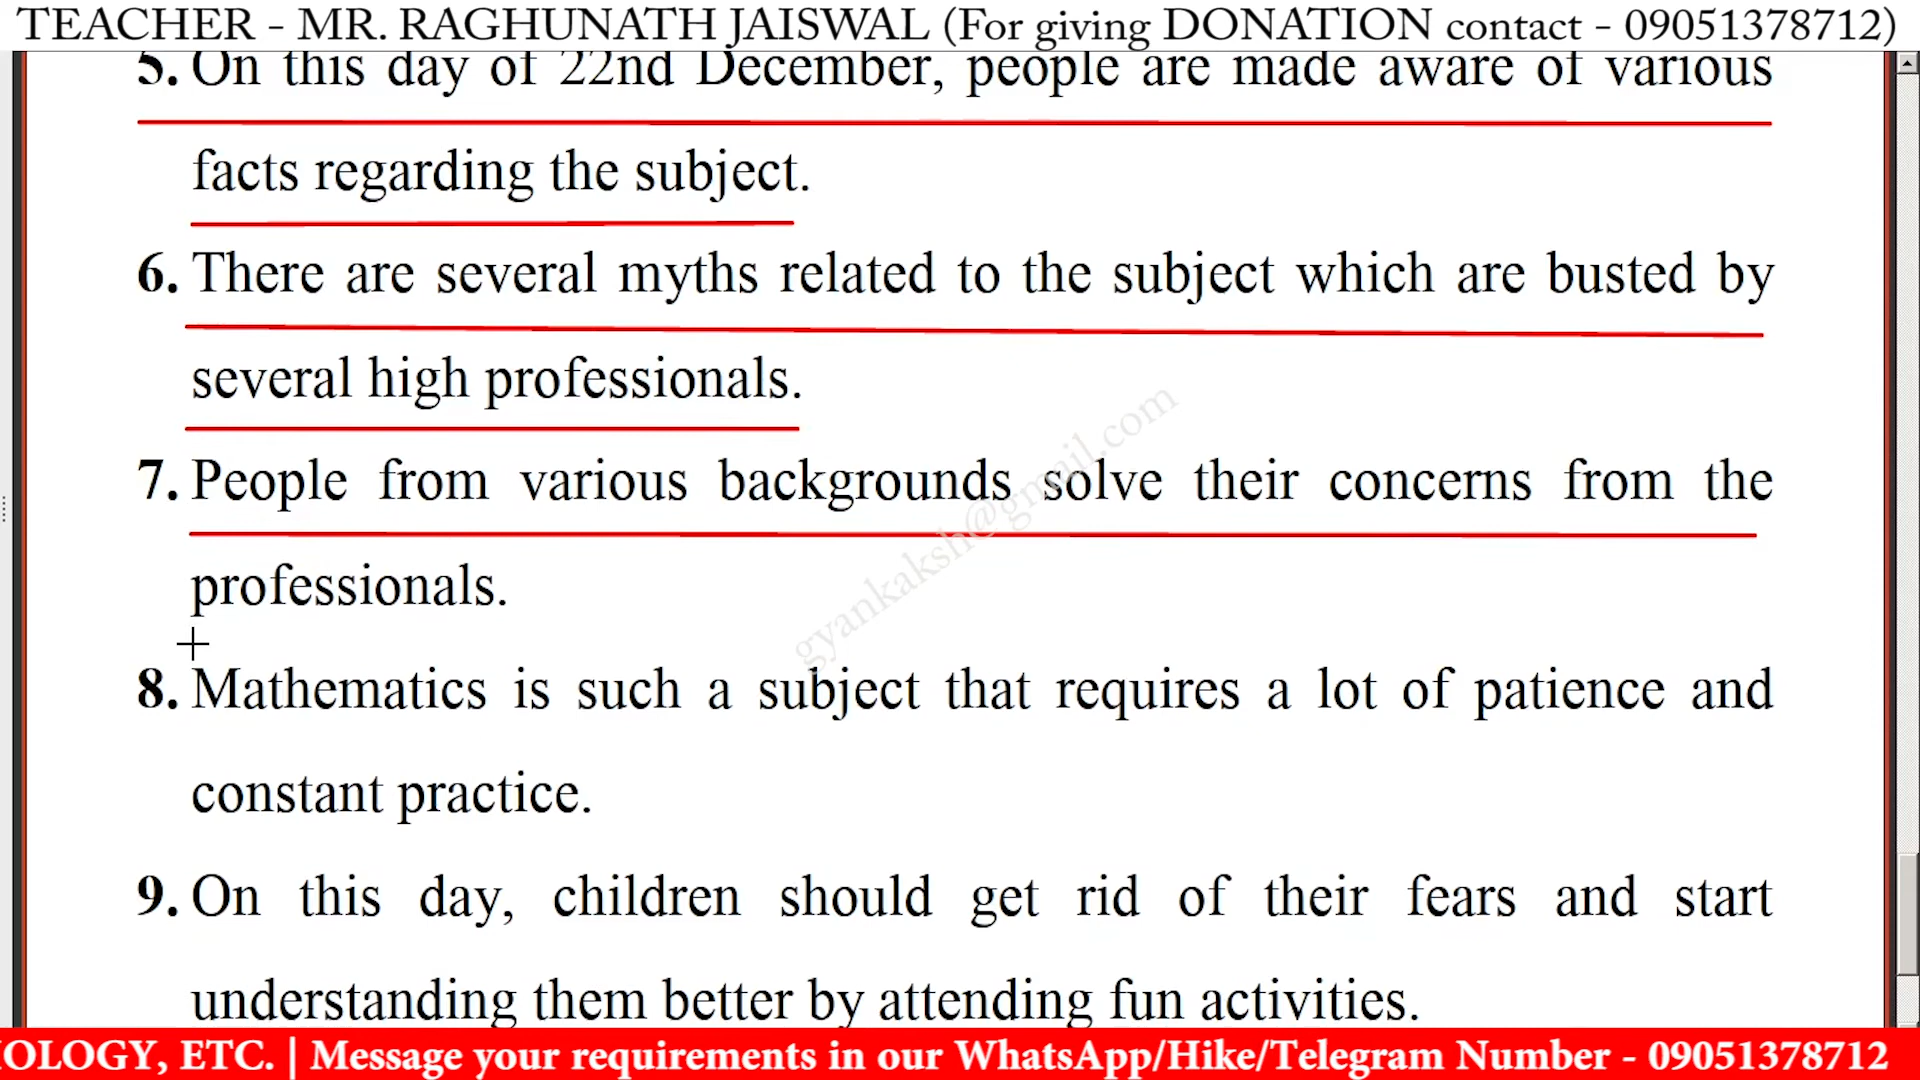 TEACHER - MR. RAGHUNATH JAISWAL (For giving DONATION contact - 09051378712)
5. On this day of 22nd December, people are made aware of various
facts regarding the subject.
6. There are several myths related to the subject which are busted by
several high professionals.
gyankaksh@gmail.com
7. People from various backgrounds solve their concerns from the
professionals.
8. Mathematics is such a subject that requires a lot of patience and
constant practice.
9. On this day, children should get rid of their fears and start
understanding them better by attending fun activities.
IOLOGY, ETC. | Message your requirements in our WhatsApp/Hike/Telegram Number - 09051378712